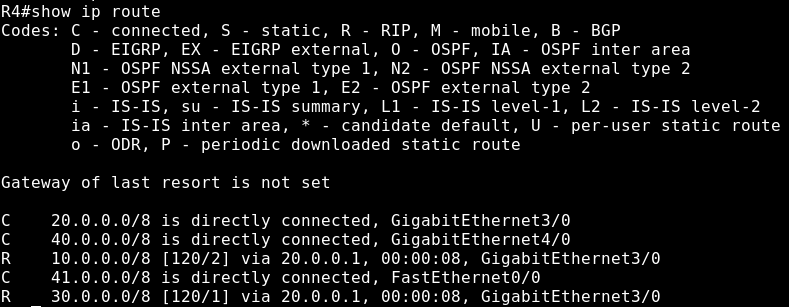 R4#show ip route
Codes: C - connected, S - static, R - RIP, M - mobile, B - BGP
       D - EIGRP, EX - EIGRP external, O - OSPF, IA - OSPF inter area
       N1 - OSPF NSSA external type 1, N2 - OSPF NSSA external type 2
       E1 - OSPF external type 1, E2 - OSPF external type 2
       i - IS-IS, su - IS-IS summary, L1 - IS-IS level-1, L2 - IS-IS level-2
       ia - IS-IS inter area, * - candidate default, U - per-user static route
       o - ODR, P - periodic downloaded static route

Gateway of last resort is not set

C    20.0.0.0/8 is directly connected, GigabitEthernet3/0
C    40.0.0.0/8 is directly connected, GigabitEthernet4/0
R    10.0.0.0/8 [120/2] via 20.0.0.1, 00:00:08, GigabitEthernet3/0
C    41.0.0.0/8 is directly connected, FastEthernet0/0
R    30.0.0.0/8 [120/1] via 20.0.0.1, 00:00:08, GigabitEthernet3/0